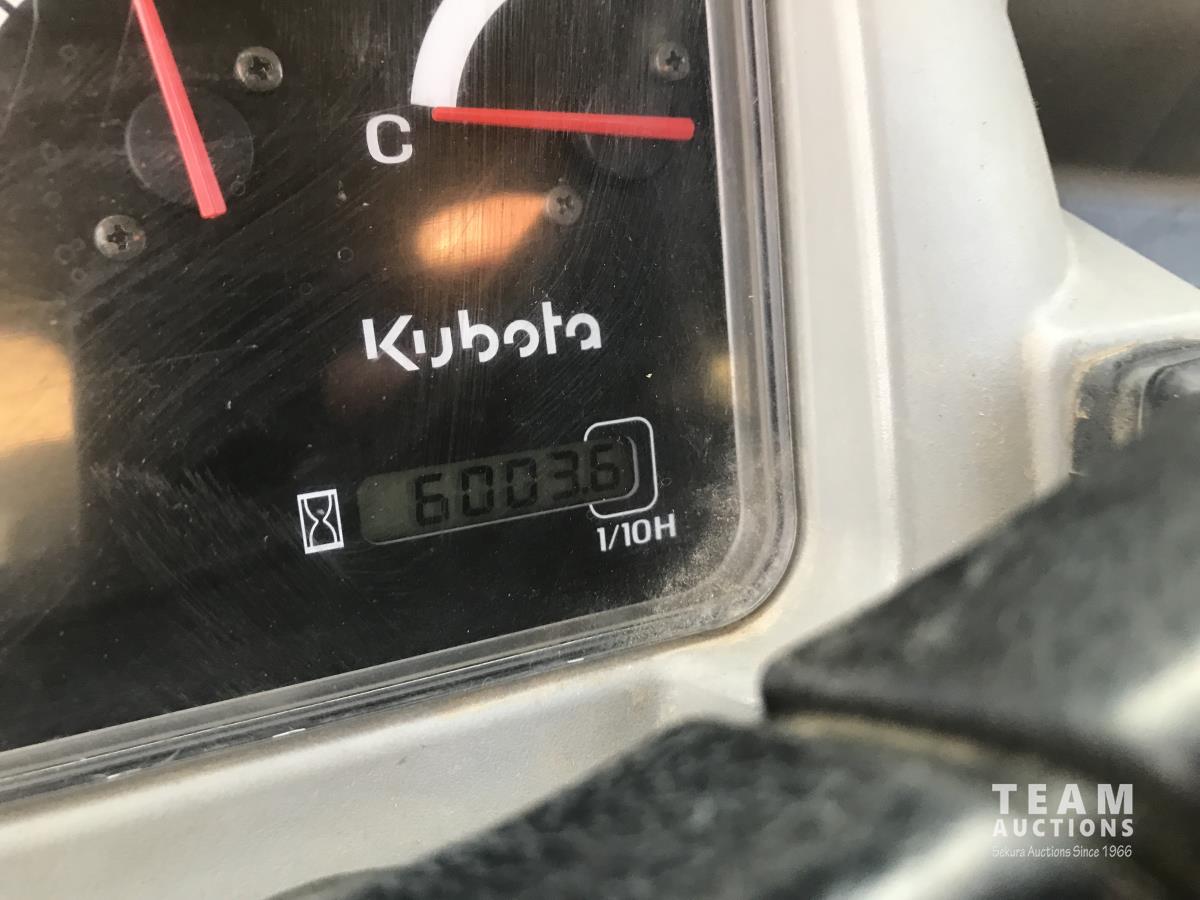 C
Kubota
6003.6
1/10H
TEAM
AUCTIONS
Sekura Auctions Since 1966